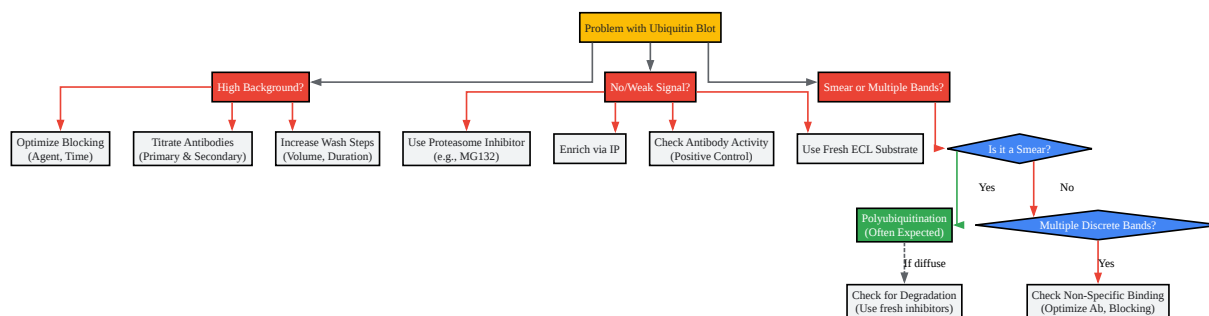 Problem with Ubiquitin Blot
High Background?
No/Weak Signal?
Smear or Multiple Bands?
Optimize Blocking
(Agent, Time)
Titrate Antibodies
(Primary & Secondary)
Increase Wash Steps
(Volume, Duration)
Use Proteasome Inhibitor
(e.g., MG132)
Enrich via IP
Check Antibody Activity
(Positive Control)
Use Fresh ECL Substrate
Is it a Smear?
Yes
No
Polyubiquitination
(Often Expected)
Multiple Discrete Bands?
If diffuse
Yes
Check for Degradation
(Use fresh inhibitors)
Check Non-Specific Binding
(Optimize Ab, Blocking)